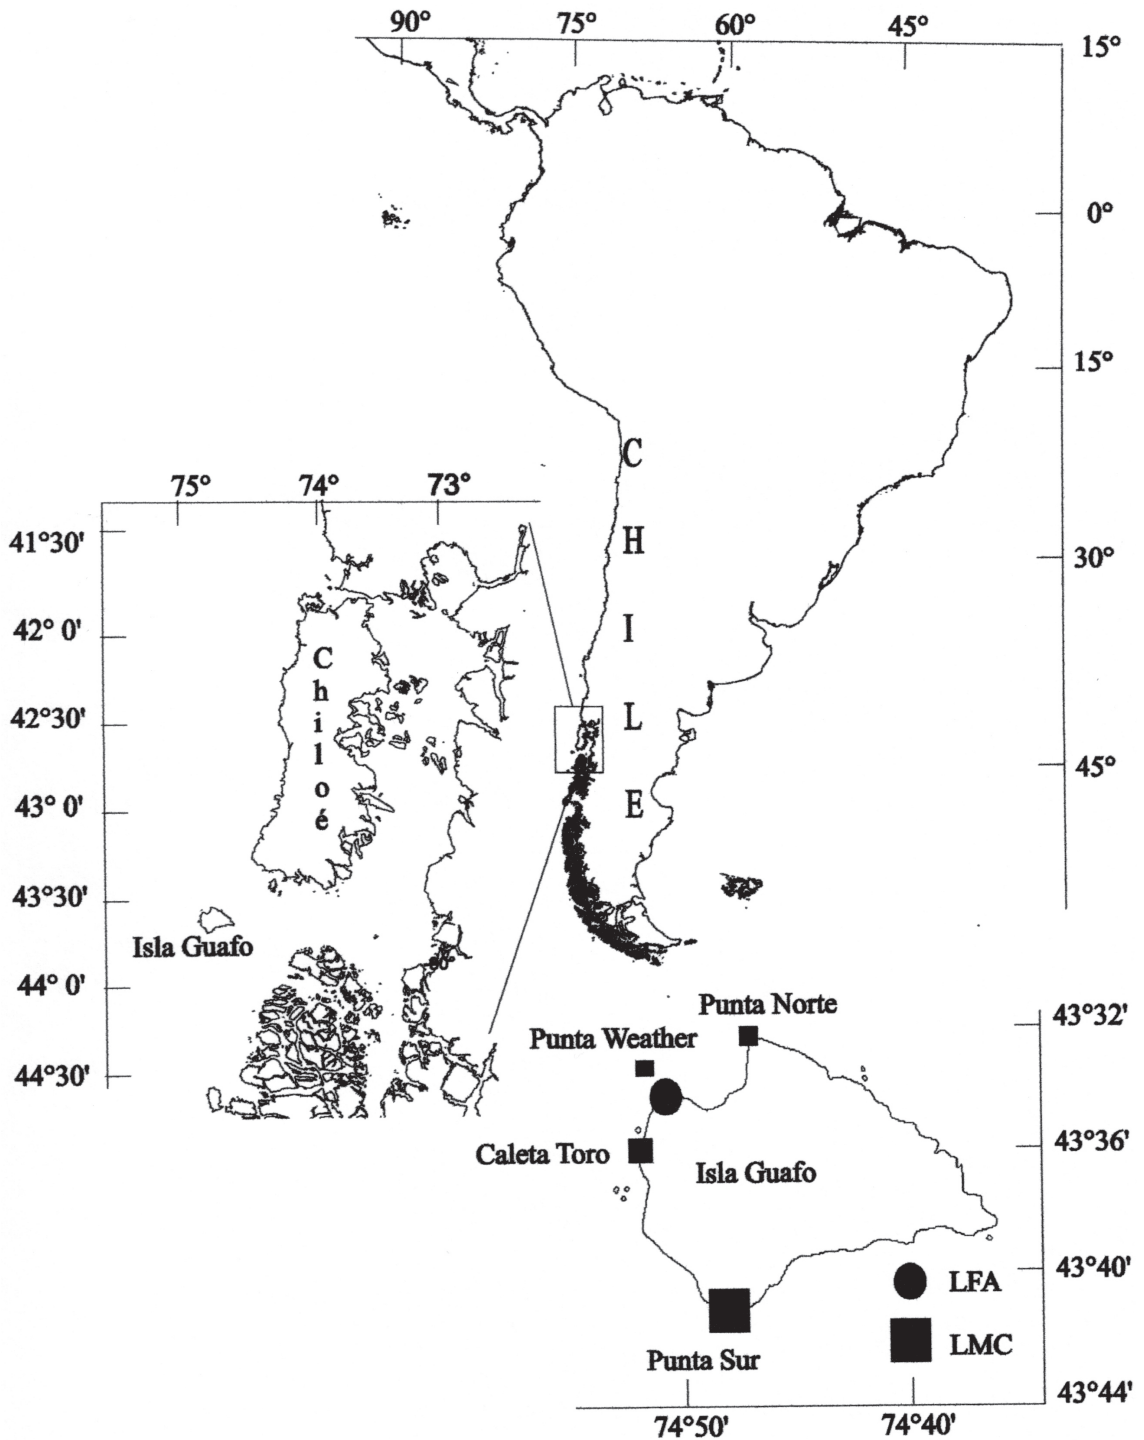 90° 75° 60° 45°
15°
0°
15°
30°
45°
C
H
I
L
E
75° 74° 73°
41°30'
42° 0'
42°30'
43° 0'
43°30'
44° 0'
44°30'
C
h
i
l
o
é
Isla Guafo
Punta Norte
Punta Weather
Caleta Toro
Isla Guafo
Punta Sur
LFA
LMC
43°32'
43°36'
43°40'
43°44'
74°50' 74°40'